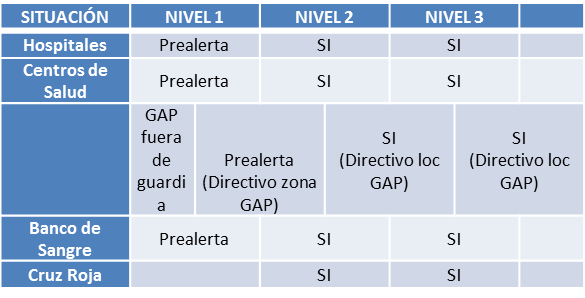 SITUACIÓN NIVEL 1 NIVEL 2 NIVEL 3
Hospitales Prealerta SI SI
Centros de Salud Prealerta SI SI
GAP fuera de guardia Prealerta (Directivo zona GAP) SI (Directivo loc GAP) SI (Directivo loc GAP)
Banco de Sangre Prealerta SI SI
Cruz Roja SI SI